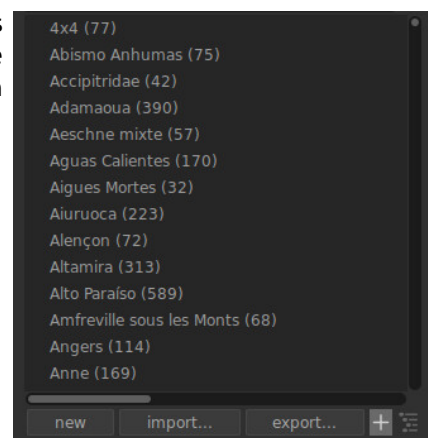 4x4 (77)
Abismo Anhumas (75)
Accipitridae (42)
Adamaoua (390)
Aeschne mixte (57)
Aguas Calientes (170)
Aigues Mortes (32)
Aiuruoca (223)
Alençon (72)
Altamira (313)
Alto Paraíso (589)
Amfreville sous les Monts (68)
Angers (114)
Anne (169)
new import... export... +